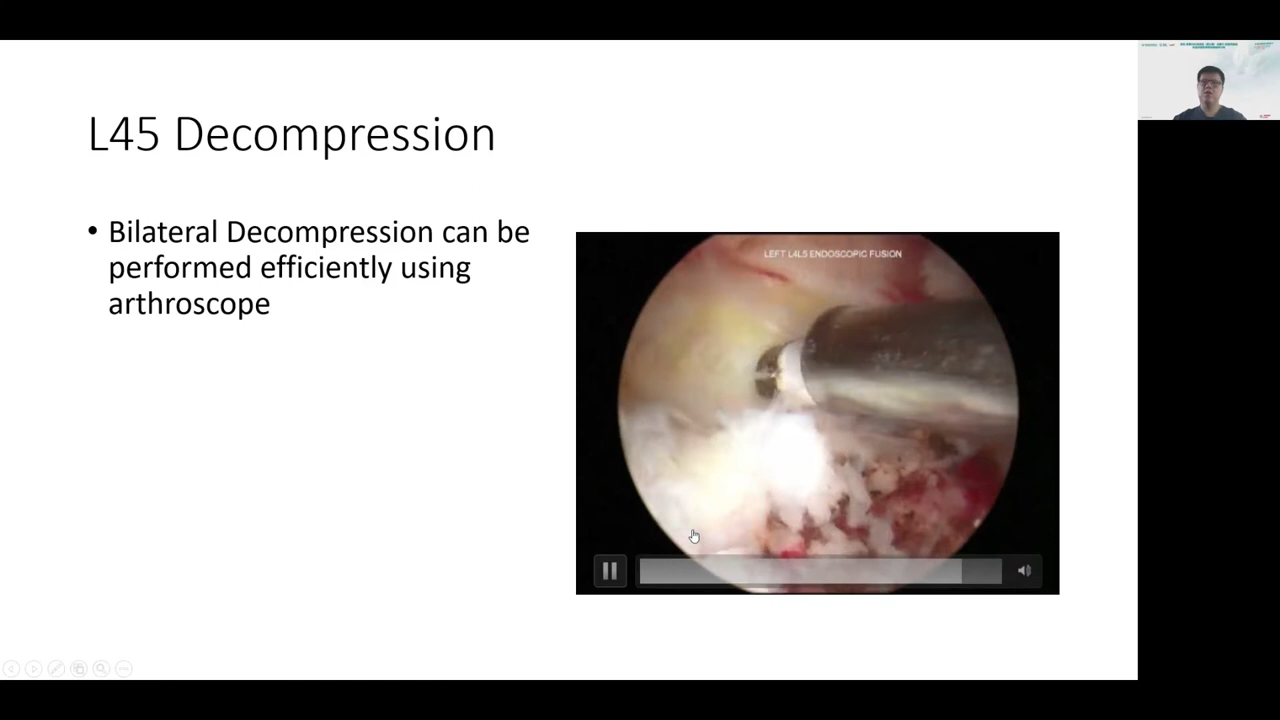 L45 Decompression
• Bilateral Decompression can be
performed efficiently using
arthroscope
LEFT L4L5 ENDOSCOPIC FUSION